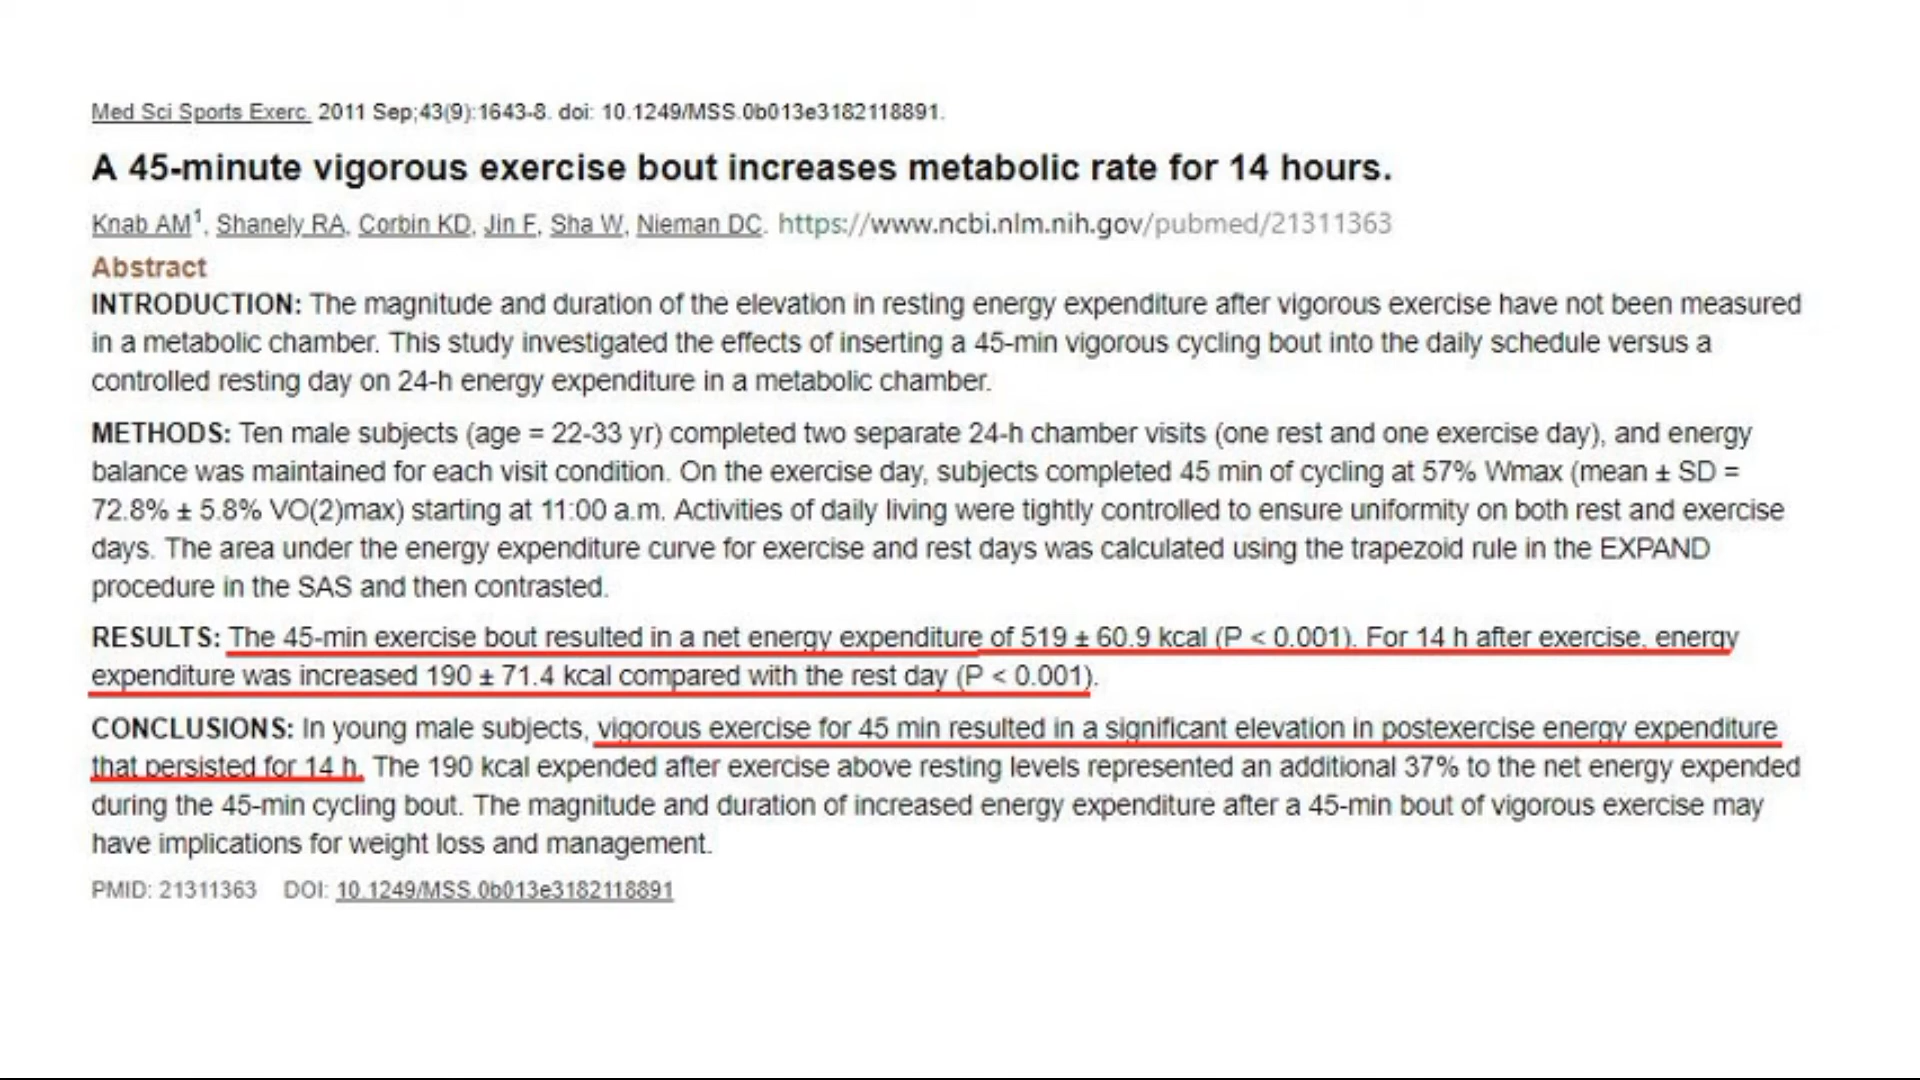 Med Sci Sports Exerc. 2011 Sep;43(9):1643-8. doi: 10.1249/MSS.0b013e3182118891.
A 45-minute vigorous exercise bout increases metabolic rate for 14 hours.
Knab AM1, Shanely RA, Corbin KD, Jin F, Sha W, Nieman DC. https://www.ncbi.nlm.nih.gov/pubmed/21311363
Abstract
INTRODUCTION: The magnitude and duration of the elevation in resting energy expenditure after vigorous exercise have not been measured
in a metabolic chamber. This study investigated the effects of inserting a 45-min vigorous cycling bout into the daily schedule versus a
controlled resting day on 24-h energy expenditure in a metabolic chamber.
METHODS: Ten male subjects (age = 22-33 yr) completed two separate 24-h chamber visits (one rest and one exercise day), and energy
balance was maintained for each visit condition. On the exercise day, subjects completed 45 min of cycling at 57% Wmax (mean ± SD =
72.8% ± 5.8% VO(2)max) starting at 11:00 a.m. Activities of daily living were tightly controlled to ensure uniformity on both rest and exercise
days. The area under the energy expenditure curve for exercise and rest days was calculated using the trapezoid rule in the EXPAND
procedure in the SAS and then contrasted.
RESULTS: The 45-min exercise bout resulted in a net energy expenditure of 519 ± 60.9 kcal (P < 0.001). For 14 h after exercise, energy
expenditure was increased 190 ± 71.4 kcal compared with the rest day (P < 0.001).
CONCLUSIONS: In young male subjects, vigorous exercise for 45 min resulted in a significant elevation in postexercise energy expenditure
that persisted for 14 h. The 190 kcal expended after exercise above resting levels represented an additional 37% to the net energy expended
during the 45-min cycling bout. The magnitude and duration of increased energy expenditure after a 45-min bout of vigorous exercise may
have implications for weight loss and management.
PMID: 21311363 DOI: 10.1249/MSS.0b013e3182118891